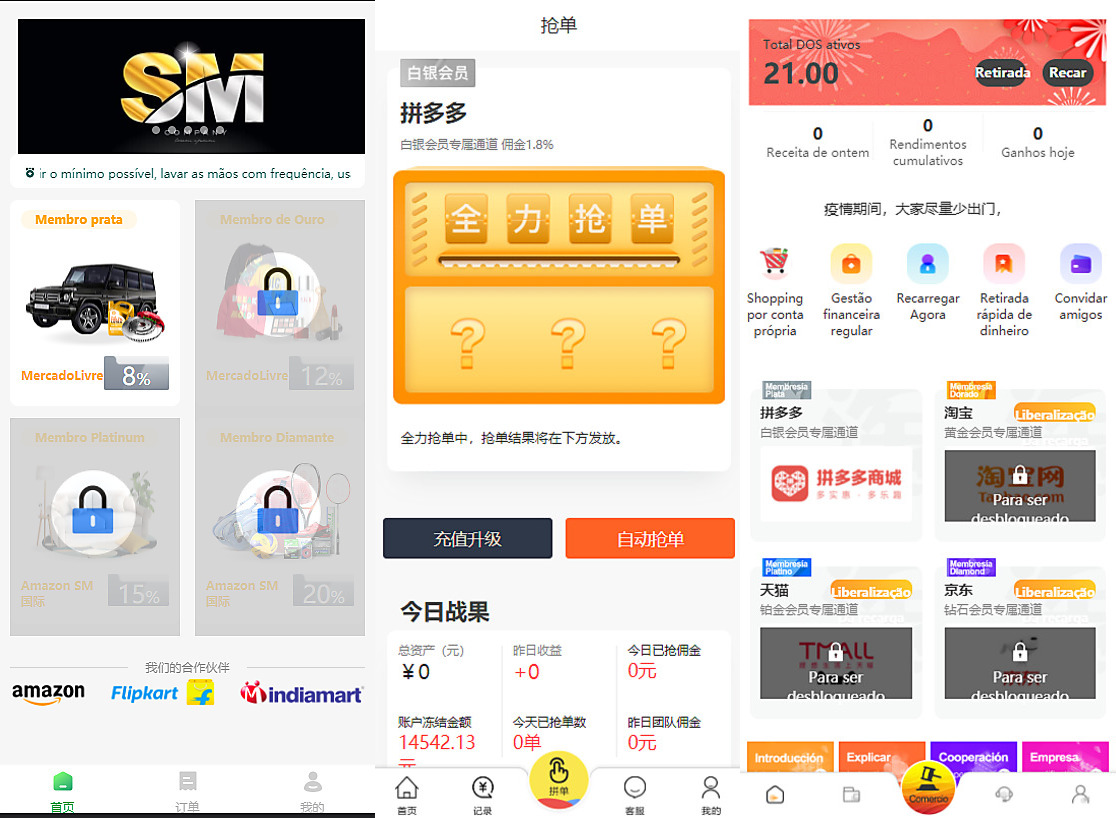 SM
COMPANY
ir o mínimo possível, lavar as mãos com frequência, us
Membro prata
MercadoLivre
8%
Membro de Ouro
MercadoLivre
12%
Membro Platinum
Amazon SM
国际
15%
Membro Diamante
Amazon SM
国际
20%
我们的合作伙伴
amazon
Flipkart
indiamart
首页
订单
我的
抢单
白银会员
拼多多
白银会员专属通道 佣金1.8%
全力抢单
? ? ?
全力抢单中，抢单结果将在下方发放。
充值升级
自动抢单
今日战果
总资产（元）
¥0
昨日收益
+0
今日已抢佣金
0元
账户冻结金额
14542.13
元
今天已抢单数
0单
昨日团队佣金
0元
首页
记录
拼单
客服
我的
Total DOS ativos
21.00
Retirada
Recar
0
Receita de ontem
0
Rendimentos
cumulativos
0
Ganhos hoje
疫情期间，大家尽量少出门，
Shopping
por conta
própria
Gestão
financeira
regular
Recarregar
Agora
Retirada
rápida de
dinheiro
Convidar
amigos
Membresia
Plata
拼多多
白银会员专属通道
拼多多商城
多实惠·多乐趣
Membresia
Dorado
淘宝
Liberalização
黄金会员专属通道
淘宝网
Taobao.com
Para ser
desbloqueado
Membresia
Platino
天猫
Liberalização
铂金会员专属通道
TMALL
Para ser
desbloqueado
Membresia
Diamond
京东
Liberalização
钻石会员专属通道
Para ser
desbloqueado
Introducción
Explicar
Cooperación
Empresa
Comercio